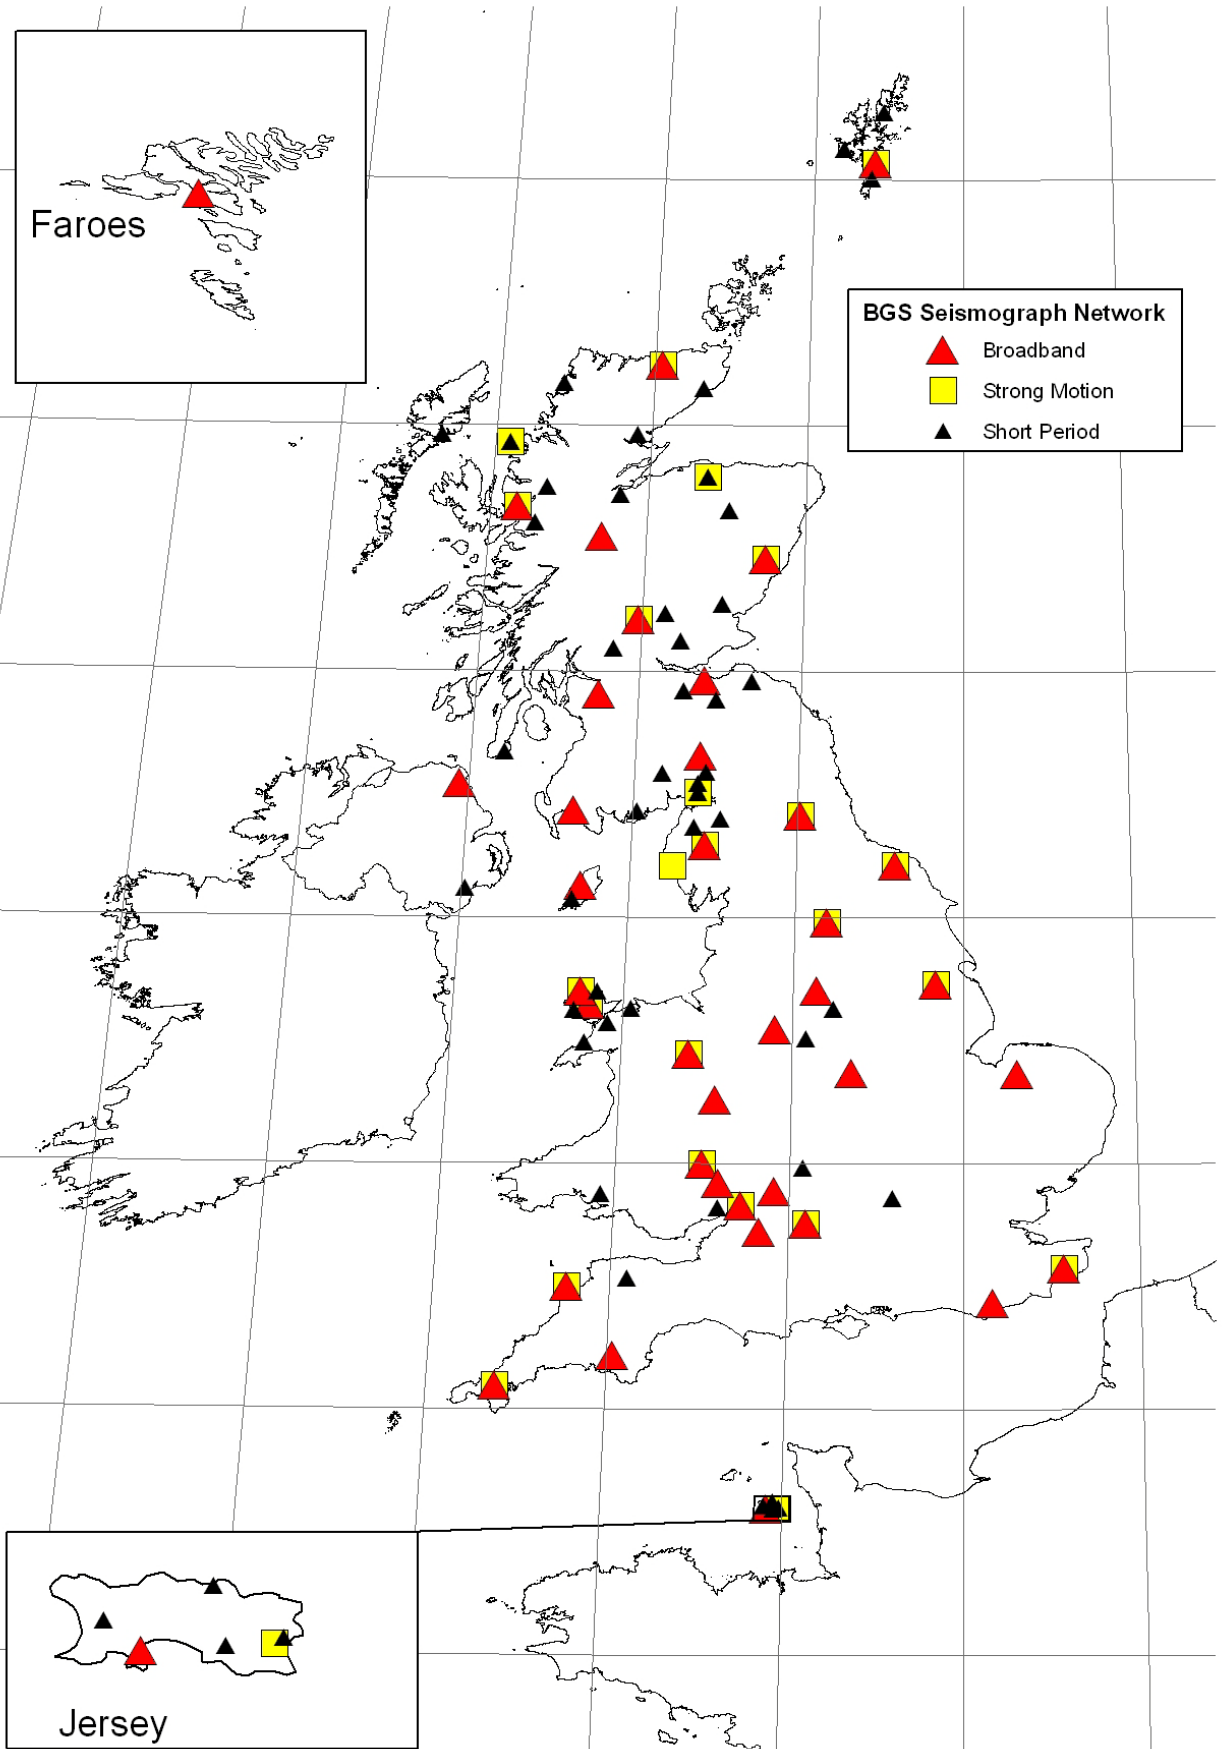 Faroes
BGS Seismograph Network
Broadband
Strong Motion
Short Period
Jersey